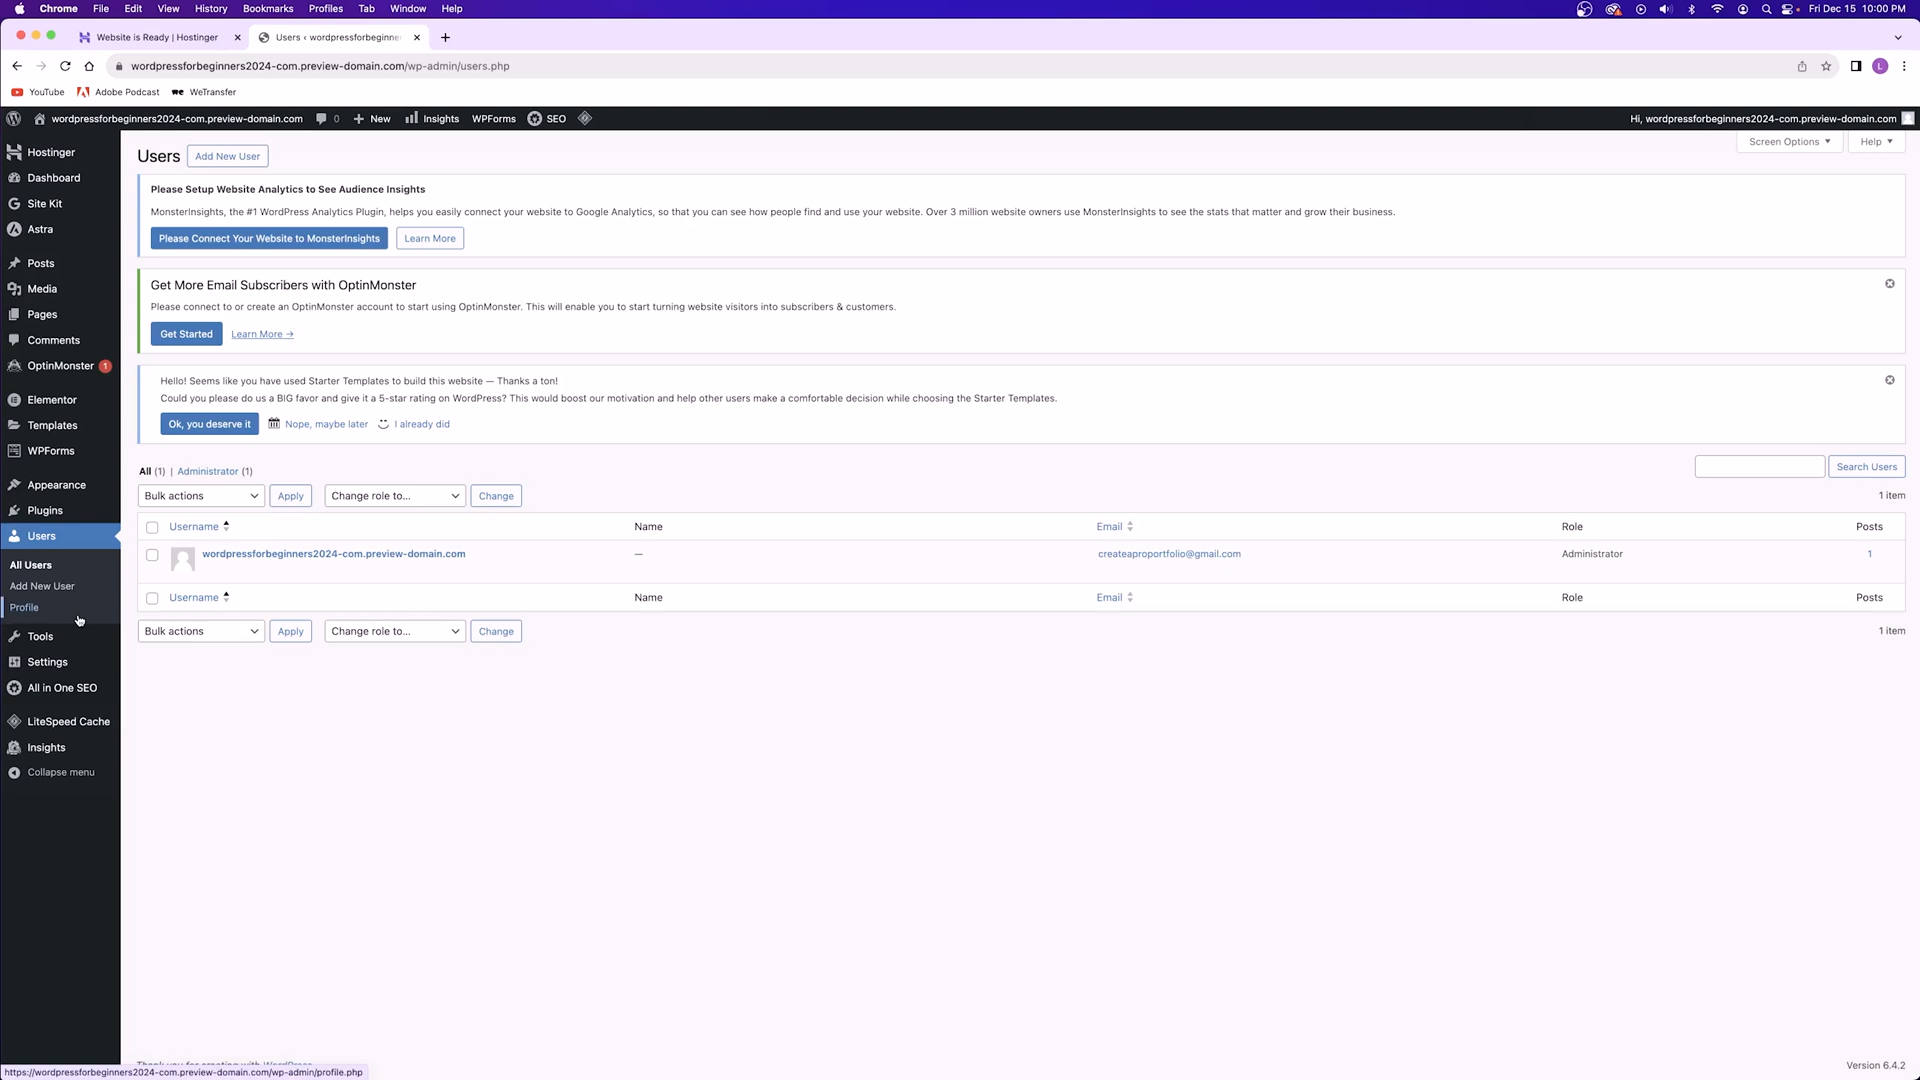 Chrome File Edit View History Bookmarks Profiles Tab Window Help Fri Dec 15 10:00 PM
Website is Ready | Hostinger
Users ‹ wordpressforbeginne
wordpressforbeginners2024-com.preview-domain.com/wp-admin/users.php
L
YouTube Adobe Podcast WeTransfer
wordpressforbeginners2024-com.preview-domain.com 0 New Insights WPForms SEO Hi, wordpressforbeginners2024-com.preview-domain.com
Hostinger
Dashboard
Site Kit
Astra
Posts
Media
Pages
Comments
OptinMonster 1
Elementor
Templates
WPForms
Appearance
Plugins
Users
All Users
Add New User
Profile
Tools
Settings
All in One SEO
LiteSpeed Cache
Insights
Collapse menu
Screen Options Help
Users Add New User
Please Setup Website Analytics to See Audience Insights
MonsterInsights, the #1 WordPress Analytics Plugin, helps you easily connect your website to Google Analytics, so that you can see how people find and use your website. Over 3 million website owners use MonsterInsights to see the stats that matter and grow their business.
Please Connect Your Website to MonsterInsights Learn More
Get More Email Subscribers with OptinMonster
Please connect to or create an OptinMonster account to start using OptinMonster. This will enable you to start turning website visitors into subscribers & customers.
Get Started Learn More →
Hello! Seems like you have used Starter Templates to build this website — Thanks a ton!
Could you please do us a BIG favor and give it a 5-star rating on WordPress? This would boost our motivation and help other users make a comfortable decision while choosing the Starter Templates.
Ok, you deserve it Nope, maybe later I already did
All (1) | Administrator (1) Search Users
Bulk actions Apply Change role to... Change 1 item
Username Name Email Role Posts
wordpressforbeginners2024-com.preview-domain.com — createaproportfolio@gmail.com Administrator 1
Username Name Email Role Posts
Bulk actions Apply Change role to... Change 1 item
Thank you for creating with WordPress. Version 6.4.2
https://wordpressforbeginners2024-com.preview-domain.com/wp-admin/profile.php